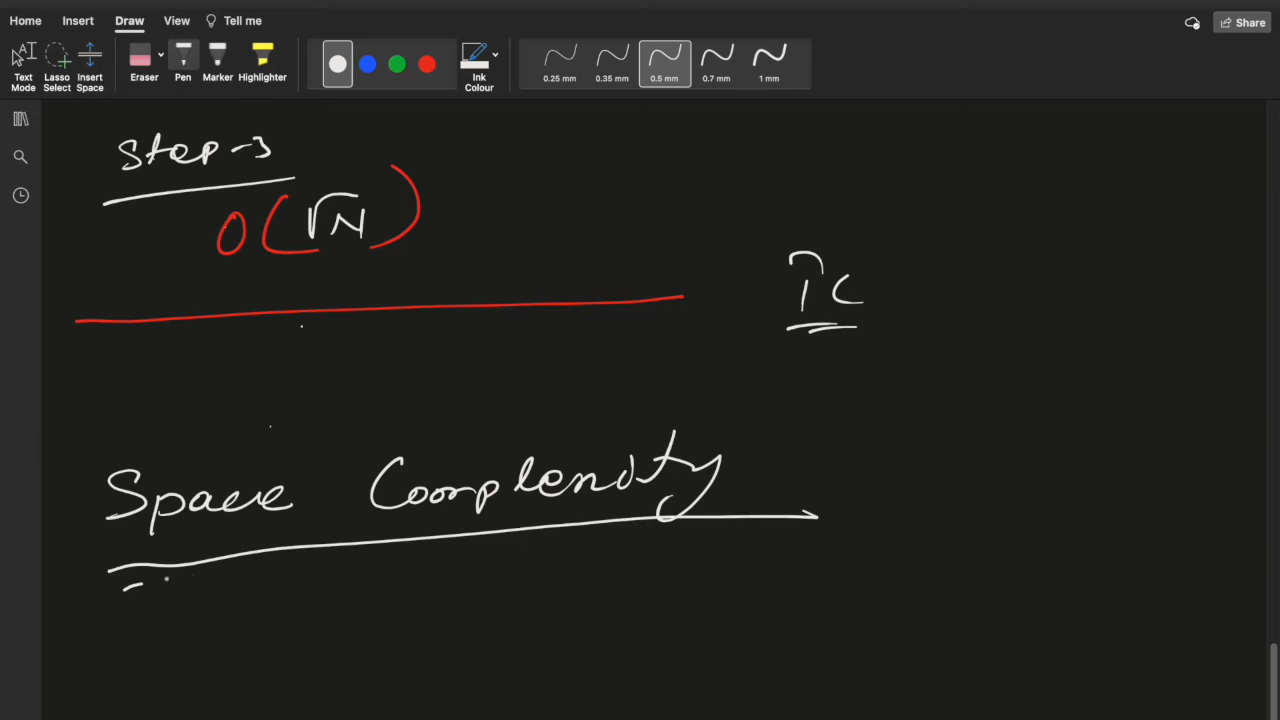 Home Insert Draw View Tell me
Share
Text Mode
Lasso Select
Insert Space
Eraser
Pen
Marker
Highlighter
Ink Colour
0.25 mm
0.35 mm
0.5 mm
0.7 mm
1 mm
Step-3
O(√N)
TC
Space Complexity